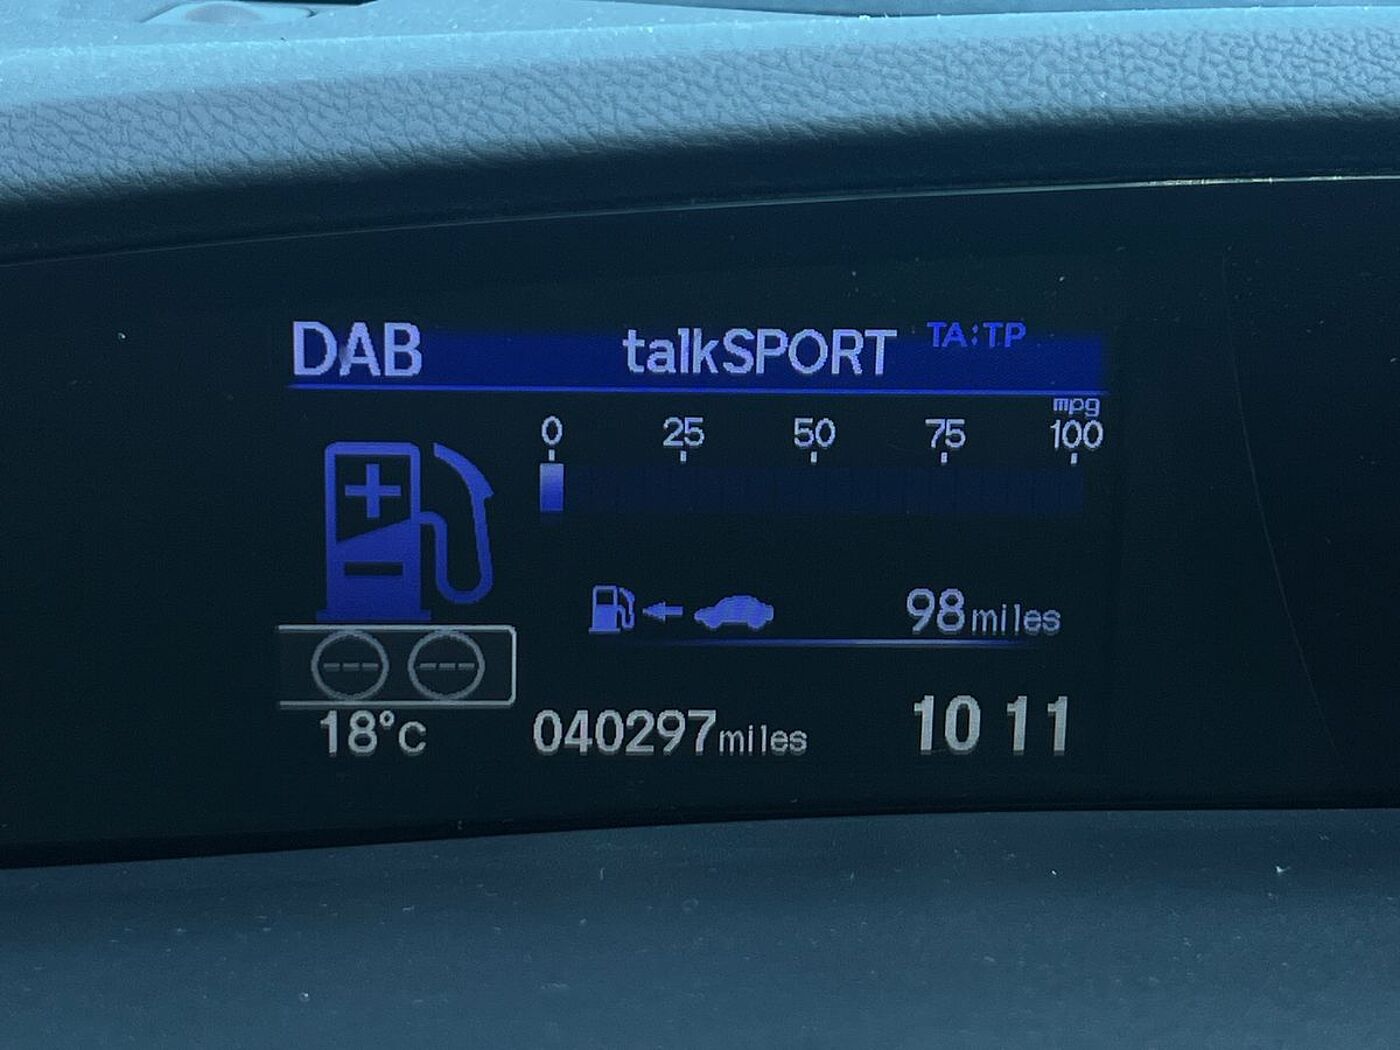 DAB talkSPORT TA:TP
mpg
0 25 50 75 100
98 miles
--- ---
18°C 040297 miles 10 11